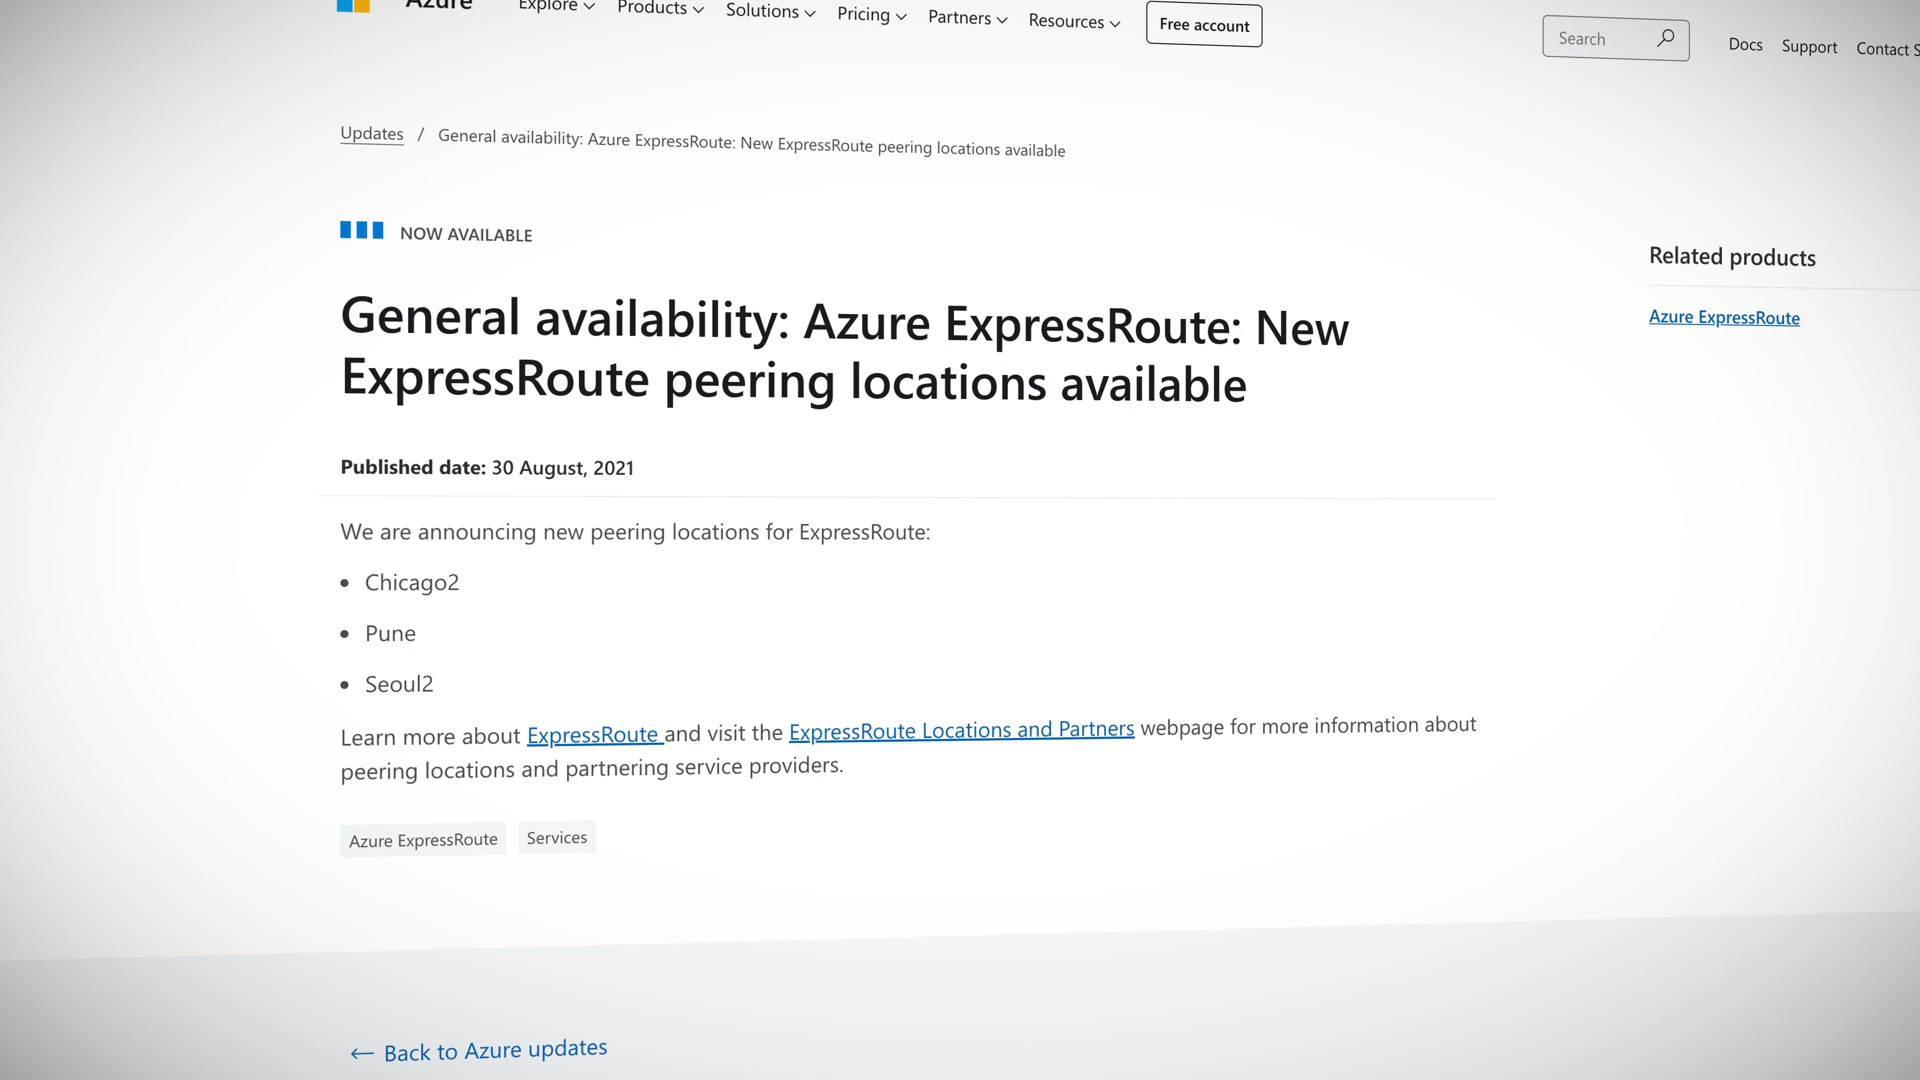 Azure Explore Products Solutions Pricing Partners Resources Free account Search Docs Support Contact S
Updates / General availability: Azure ExpressRoute: New ExpressRoute peering locations available
NOW AVAILABLE
General availability: Azure ExpressRoute: New
ExpressRoute peering locations available
Related products
Azure ExpressRoute
Published date: 30 August, 2021
We are announcing new peering locations for ExpressRoute:
• Chicago2
• Pune
• Seoul2
Learn more about ExpressRoute and visit the ExpressRoute Locations and Partners webpage for more information about
peering locations and partnering service providers.
Azure ExpressRoute Services
← Back to Azure updates